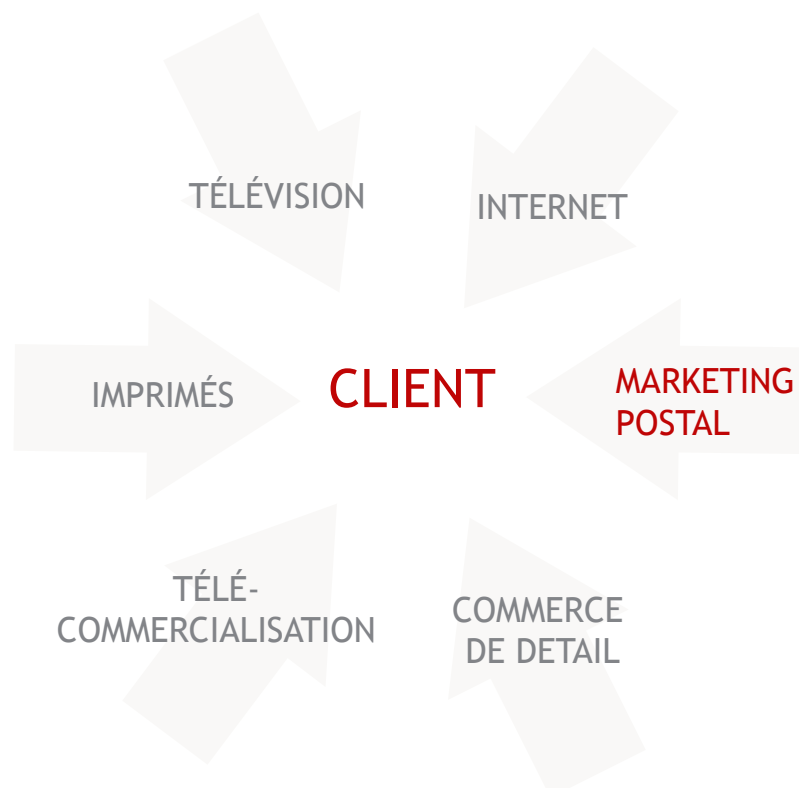 TÉLÉVISION
INTERNET
IMPRIMÉS
CLIENT
MARKETING
POSTAL
TÉLÉ-
COMMERCIALISATION
COMMERCE
DE DETAIL